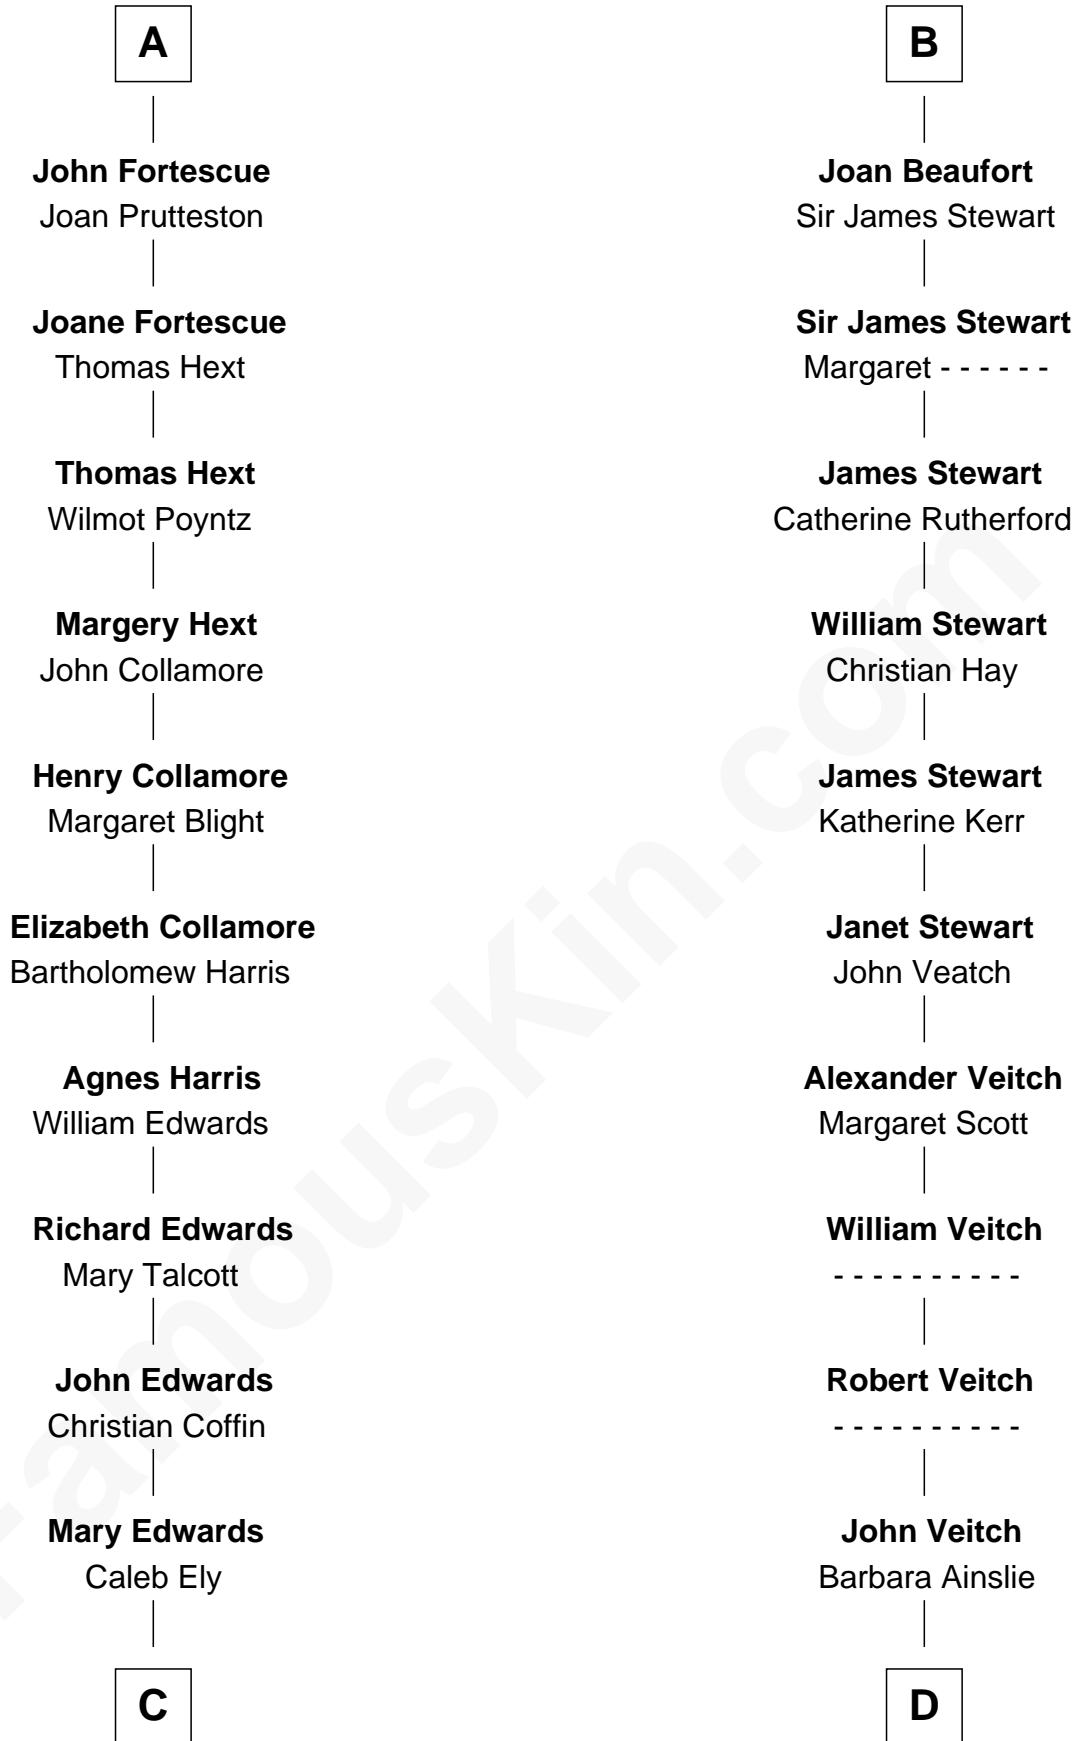 A
John Fortescue
Joan Prutteston
Joane Fortescue
Thomas Hext
Thomas Hext
Wilmot Poyntz
Margery Hext
John Collamore
Henry Collamore
Margaret Blight
Elizabeth Collamore
Bartholomew Harris
Agnes Harris
William Edwards
Richard Edwards
Mary Talcott
John Edwards
Christian Coffin
Mary Edwards
Caleb Ely
C
B
Joan Beaufort
Sir James Stewart
Sir James Stewart
Margaret - - - - - -
James Stewart
Catherine Rutherford
William Stewart
Christian Hay
James Stewart
Katherine Kerr
Janet Stewart
John Veatch
Alexander Veitch
Margaret Scott
William Veitch
- - - - - - - - - -
Robert Veitch
- - - - - - - - - -
John Veitch
Barbara Ainslie
D
FamousKin.com